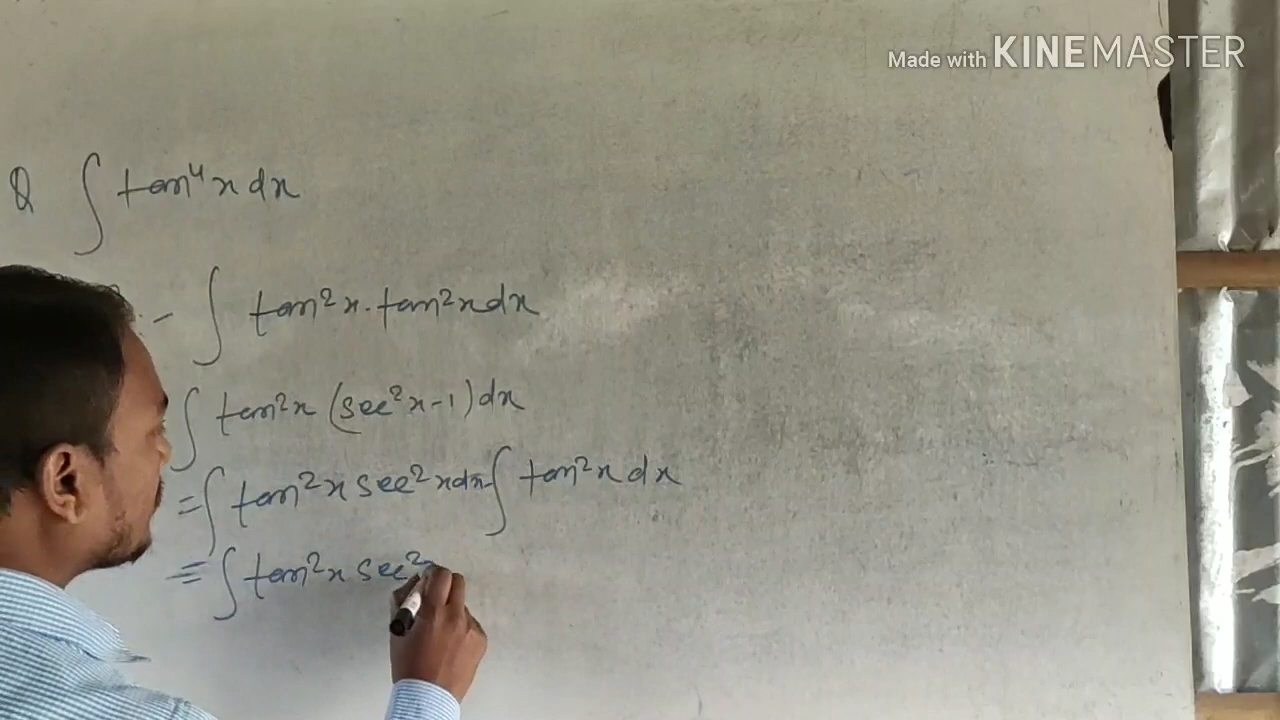 Made with KINEMASTER
Q ∫ tan⁴x dx
- ∫ tan²x . tan²x dx
∫ tan²x (sec²x-1) dx
= ∫ tan²x sec²x dx - ∫ tan²x dx
= ∫ tan²x sec²